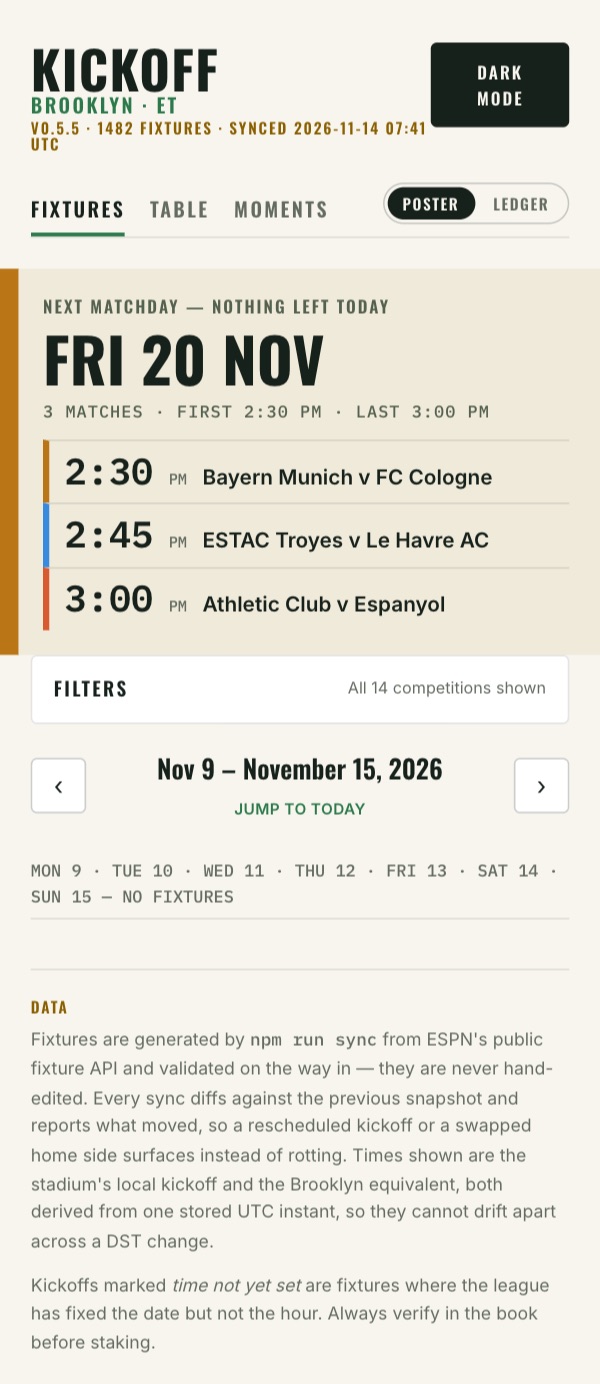 KICKOFF
BROOKLYN · ET
V0.5.5 · 1482 FIXTURES · SYNCED 2026-11-14 07:41
UTC
DARK
MODE
FIXTURES TABLE MOMENTS
POSTER LEDGER
NEXT MATCHDAY — NOTHING LEFT TODAY
FRI 20 NOV
3 MATCHES · FIRST 2:30 PM · LAST 3:00 PM
2:30 PM Bayern Munich v FC Cologne
2:45 PM ESTAC Troyes v Le Havre AC
3:00 PM Athletic Club v Espanyol
FILTERS All 14 competitions shown
‹ Nov 9 – November 15, 2026 ›
JUMP TO TODAY
MON 9 · TUE 10 · WED 11 · THU 12 · FRI 13 · SAT 14 ·
SUN 15 — NO FIXTURES
DATA
Fixtures are generated by npm run sync from ESPN's public
fixture API and validated on the way in — they are never hand-
edited. Every sync diffs against the previous snapshot and
reports what moved, so a rescheduled kickoff or a swapped
home side surfaces instead of rotting. Times shown are the
stadium's local kickoff and the Brooklyn equivalent, both
derived from one stored UTC instant, so they cannot drift apart
across a DST change.
Kickoffs marked time not yet set are fixtures where the league
has fixed the date but not the hour. Always verify in the book
before staking.